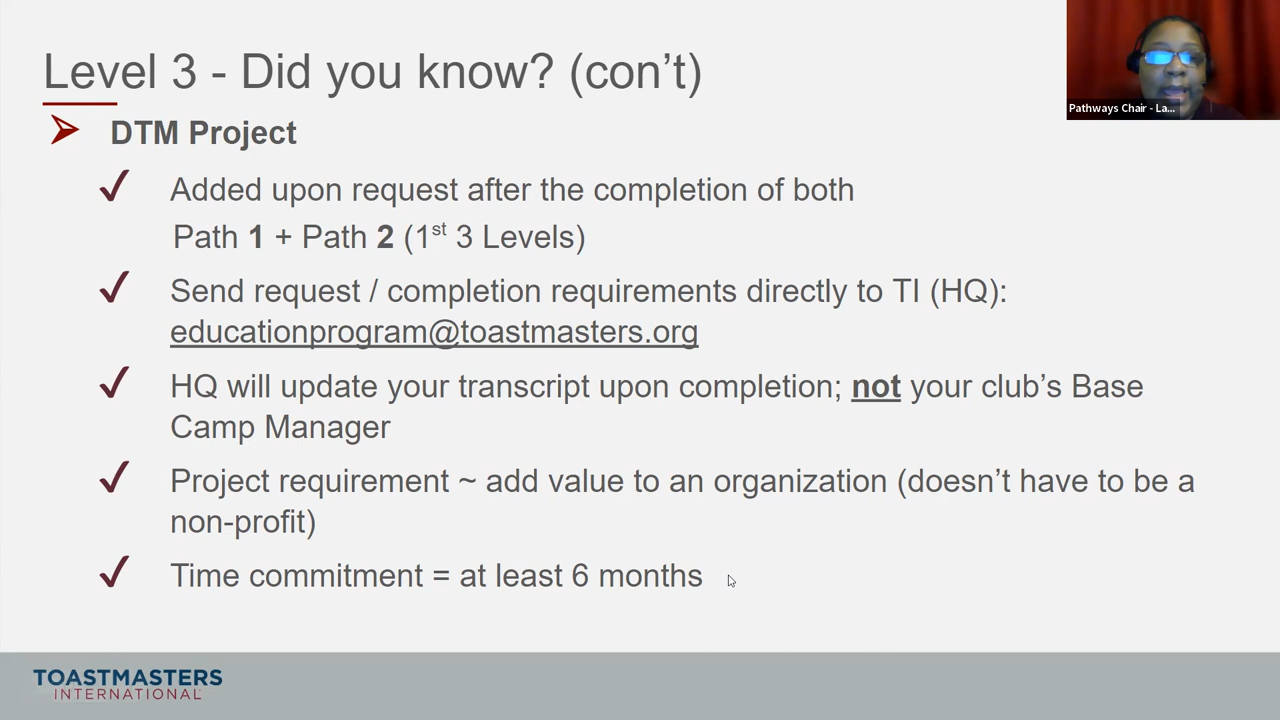 Level 3 - Did you know? (con’t)
Pathways Chair - La...
DTM Project
Added upon request after the completion of both
Path 1 + Path 2 (1st 3 Levels)
Send request / completion requirements directly to TI (HQ):
educationprogram@toastmasters.org
HQ will update your transcript upon completion; not your club’s Base
Camp Manager
Project requirement ~ add value to an organization (doesn’t have to be a
non-profit)
Time commitment = at least 6 months
TOASTMASTERS
INTERNATIONAL